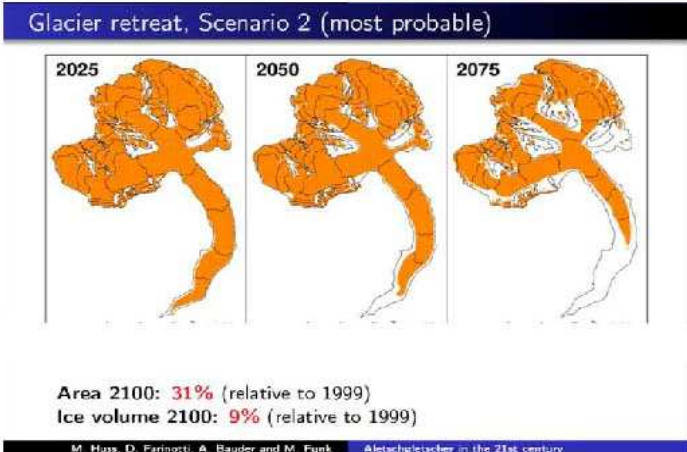 Glacier retreat, Scenario 2 (most probable)
2025 2050 2075
Area 2100: 31% (relative to 1999)
Ice volume 2100: 9% (relative to 1999)
M. Huss, D. Farinotti, A. Bauder and M. Funk Aletschgletscher in the 21st century